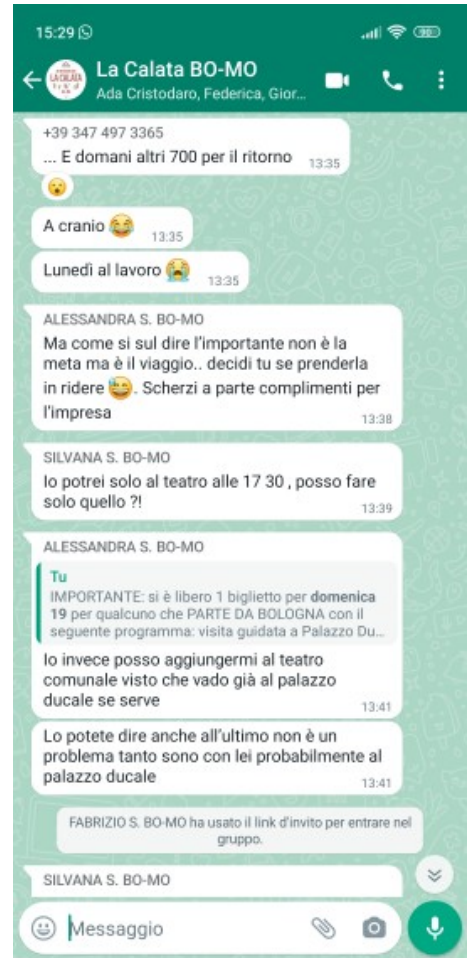 15:29
90
La Calata BO-MO
Ada Cristodaro, Federica, Gior...
+39 347 497 3365
... E domani altri 700 per il ritorno 13:35
😮
A cranio 😂 13:35
Lunedì al lavoro 😭 13:35
ALESSANDRA S. BO-MO
Ma come si sul dire l'importante non è la
meta ma è il viaggio.. decidi tu se prenderla
in ridere 😅. Scherzi a parte complimenti per
l'impresa 13:38
SILVANA S. BO-MO
Io potrei solo al teatro alle 17 30 , posso fare
solo quello ?! 13:39
ALESSANDRA S. BO-MO
Tu
IMPORTANTE: si è libero 1 biglietto per domenica
19 per qualcuno che PARTE DA BOLOGNA con il
seguente programma: visita guidata a Palazzo Du...
Io invece posso aggiungermi al teatro
comunale visto che vado già al palazzo
ducale se serve 13:41
Lo potete dire anche all'ultimo non è un
problema tanto sono con lei probabilmente al
palazzo ducale 13:41
FABRIZIO S. BO-MO ha usato il link d'invito per entrare nel
gruppo.
SILVANA S. BO-MO
Messaggio